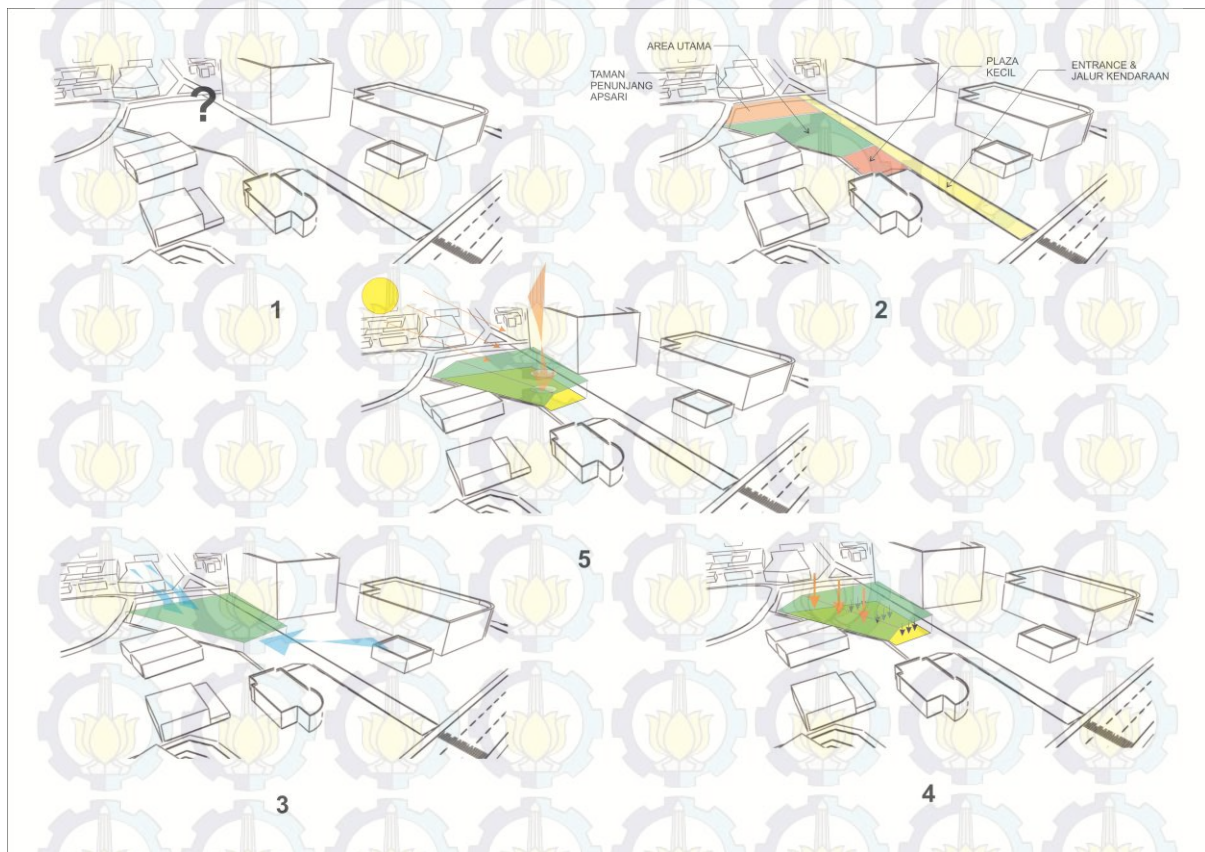 ?
AREA UTAMA
TAMAN
PENUNJANG
APSARI
PLAZA
KECIL
ENTRANCE &
JALUR KENDARAAN
1
2
5
3
4